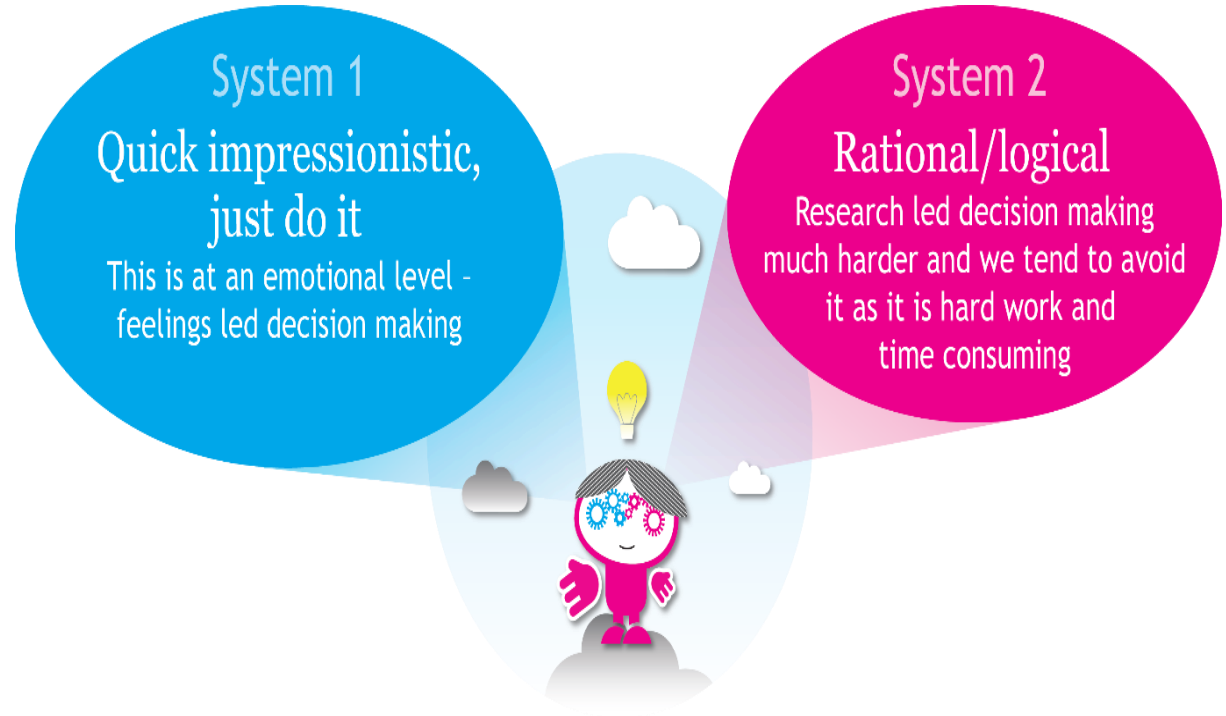 System 1
Quick impressionistic,
just do it
This is at an emotional level -
feelings led decision making
System 2
Rational/logical
Research led decision making
much harder and we tend to avoid
it as it is hard work and
time consuming